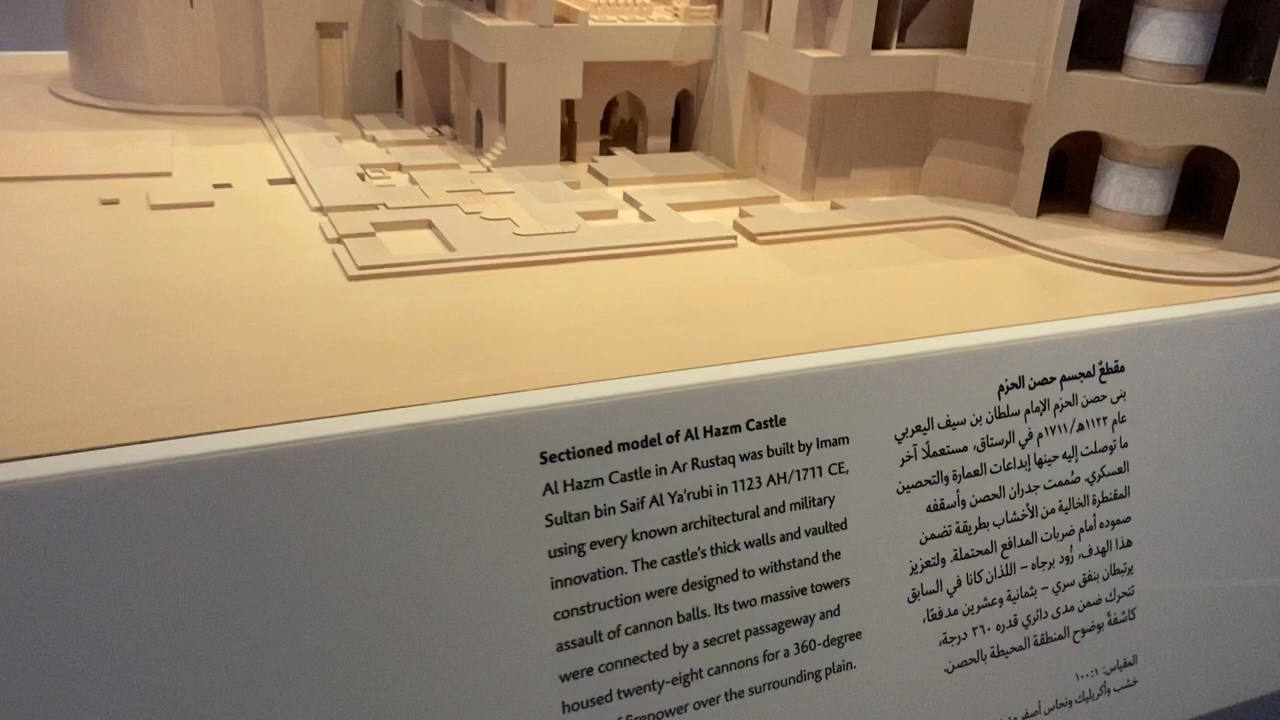 Sectioned model of Al Hazm Castle
Al Hazm Castle in Ar Rustaq was built by Imam
Sultan bin Saif Al Ya'rubi in 1123 AH/1711 CE,
using every known architectural and military
innovation. The castle's thick walls and vaulted
construction were designed to withstand the
assault of cannon balls. Its two massive towers
were connected by a secret passageway and
housed twenty-eight cannons for a 360-degree
firepower over the surrounding plain.
مقطعٌ لمجسم حصن الحزم
بنى حصن الحزم الإمام سلطان بن سيف اليعربي
عام ١١٢٣هـ/١٧١١م في الرستاق، مستعملًا آخر
ما توصلت إليه حينها إبداعات العمارة والتحصين
العسكري. صُممت جدران الحصن وأسقفه
المقنطرة الخالية من الأخشاب بطريقة تضمن
صموده أمام ضربات المدافع المحتملة. ولتعزيز
هذا الهدف، زُود برجاه – اللذان كانا في السابق
يرتبطان بنفق سري – بثمانية وعشرين مدفعًا،
تتحرك ضمن مدى دائري قدره ٣٦٠ درجة،
كاشفةً بوضوح المنطقة المحيطة بالحصن.
المقياس: ١:١٠٠
خشب وأكريليك ونحاس أصفر